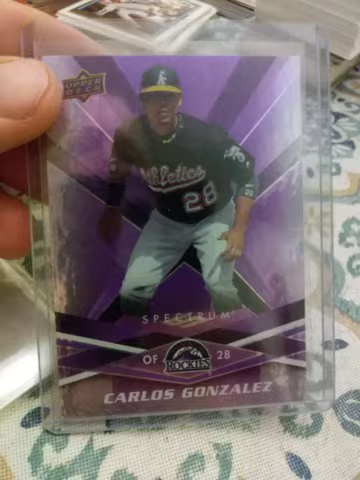 UPPER
DECK
Athletics
28
SPECTRUM
OF 28
ROCKIES
CARLOS GONZALEZ